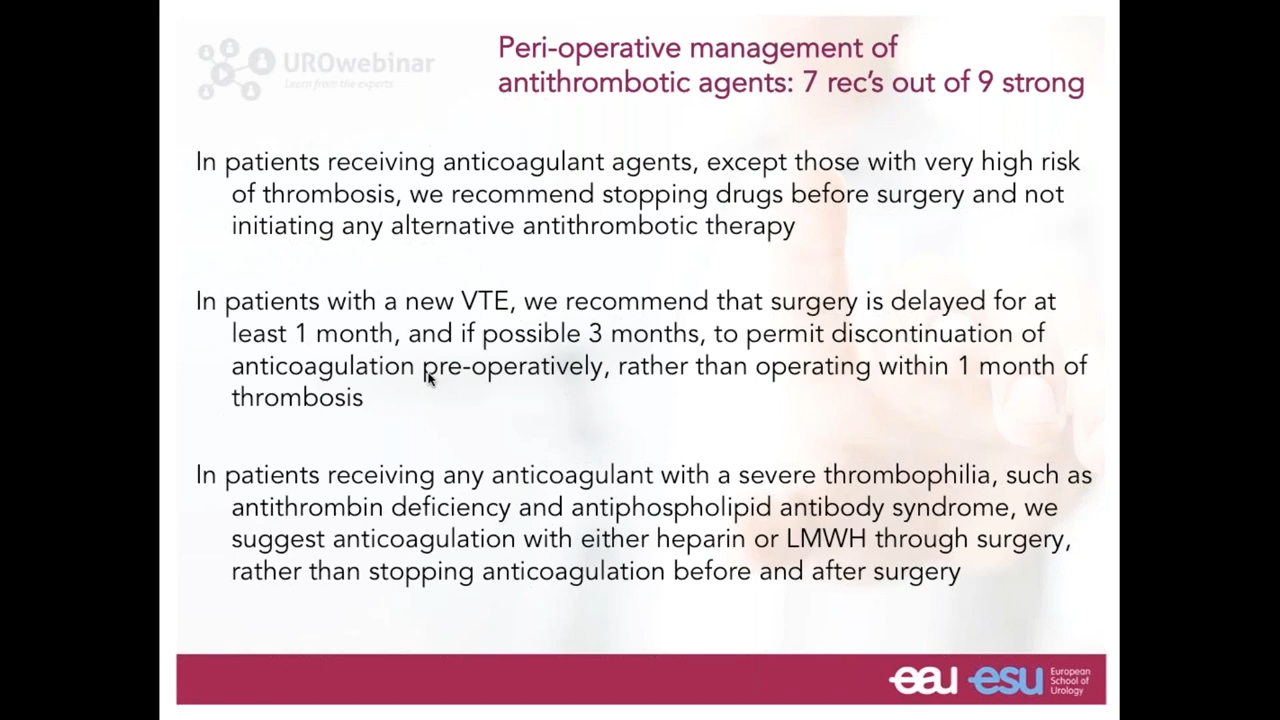 UROwebinar
Learn from the experts
Peri-operative management of
antithrombotic agents: 7 rec's out of 9 strong
In patients receiving anticoagulant agents, except those with very high risk
of thrombosis, we recommend stopping drugs before surgery and not
initiating any alternative antithrombotic therapy
In patients with a new VTE, we recommend that surgery is delayed for at
least 1 month, and if possible 3 months, to permit discontinuation of
anticoagulation pre-operatively, rather than operating within 1 month of
thrombosis
In patients receiving any anticoagulant with a severe thrombophilia, such as
antithrombin deficiency and antiphospholipid antibody syndrome, we
suggest anticoagulation with either heparin or LMWH through surgery,
rather than stopping anticoagulation before and after surgery
eau esu European
School of
Urology